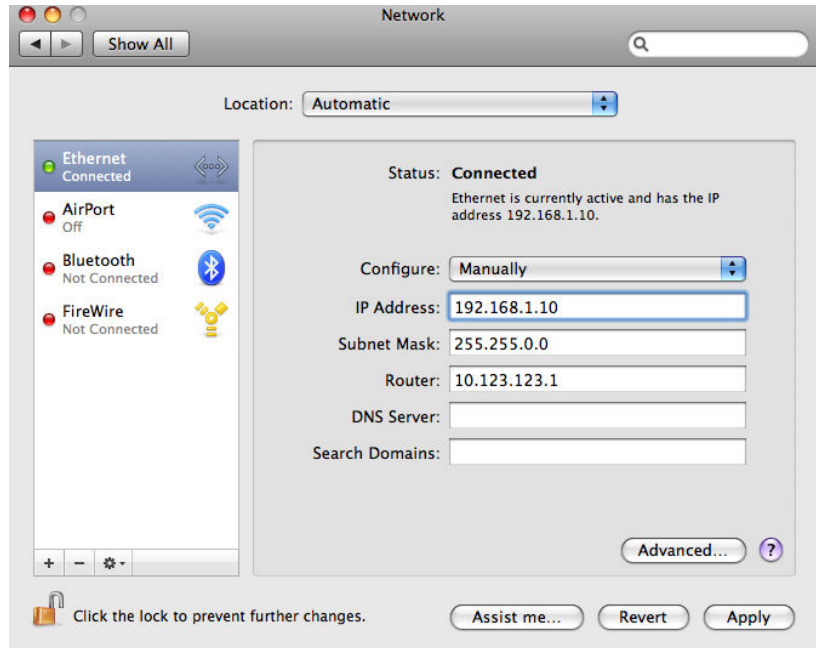 Network
Show All
Location: Automatic
Ethernet
Connected
AirPort
Off
Bluetooth
Not Connected
FireWire
Not Connected
Status: Connected
Ethernet is currently active and has the IP
address 192.168.1.10.
Configure: Manually
IP Address: 192.168.1.10
Subnet Mask: 255.255.0.0
Router: 10.123.123.1
DNS Server:
Search Domains:
Advanced... ?
+ −
Click the lock to prevent further changes.
Assist me... Revert Apply